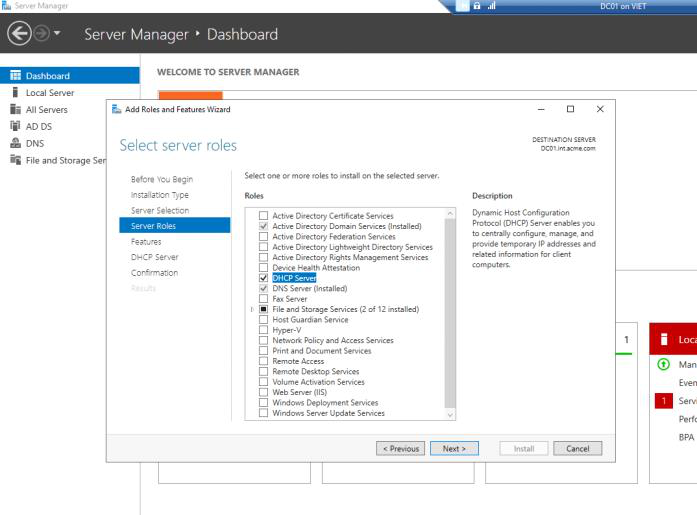 Server Manager
DC01 on VIET
Server Manager • Dashboard
Dashboard
Local Server
All Servers
AD DS
DNS
File and Storage Ser
WELCOME TO SERVER MANAGER
Add Roles and Features Wizard
Select server roles
DESTINATION SERVER
DC01.int.acme.com
Before You Begin
Installation Type
Server Selection
Server Roles
Features
DHCP Server
Confirmation
Results
Select one or more roles to install on the selected server.
Roles
Active Directory Certificate Services
Active Directory Domain Services (Installed)
Active Directory Federation Services
Active Directory Lightweight Directory Services
Active Directory Rights Management Services
Device Health Attestation
DHCP Server
DNS Server (Installed)
Fax Server
File and Storage Services (2 of 12 installed)
Host Guardian Service
Hyper-V
Network Policy and Access Services
Print and Document Services
Remote Access
Remote Desktop Services
Volume Activation Services
Web Server (IIS)
Windows Deployment Services
Windows Server Update Services
Description
Dynamic Host Configuration
Protocol (DHCP) Server enables you
to centrally configure, manage, and
provide temporary IP addresses and
related information for client
computers.
< Previous
Next >
Install
Cancel
1
Loca
Man
Even
1
Servi
Perfo
BPA